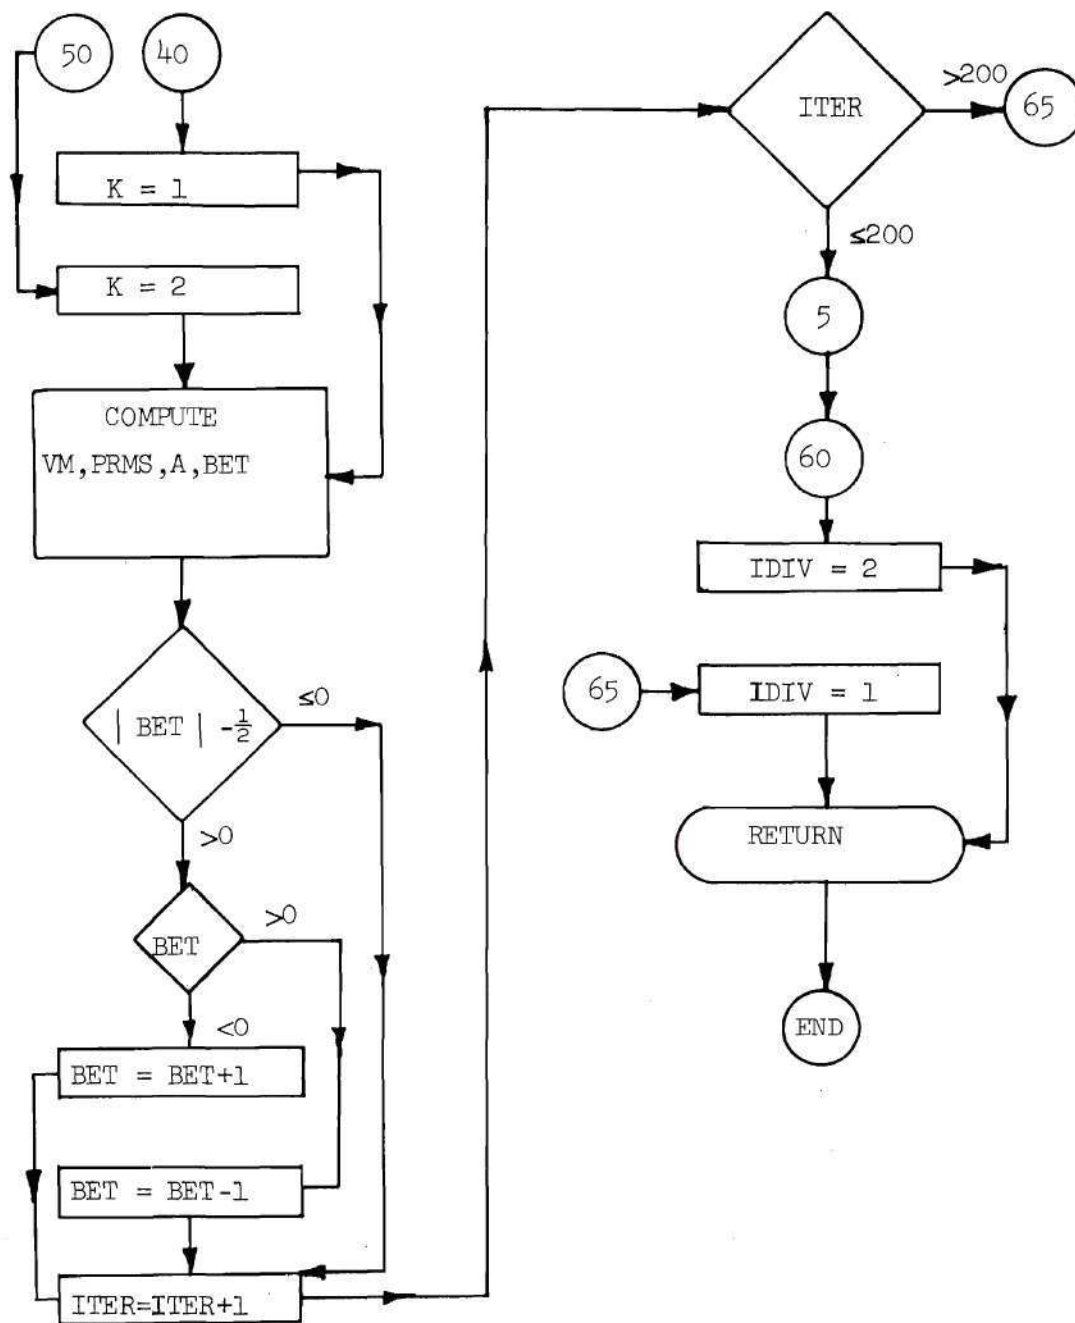 50
40
K = 1
K = 2
COMPUTE
VM,PRMS,A,BET
| BET | -½
≤0
>0
BET
>0
<0
BET = BET+1
BET = BET-1
ITER=ITER+1
ITER
>200
65
≤200
5
60
IDIV = 2
65
IDIV = 1
RETURN
END